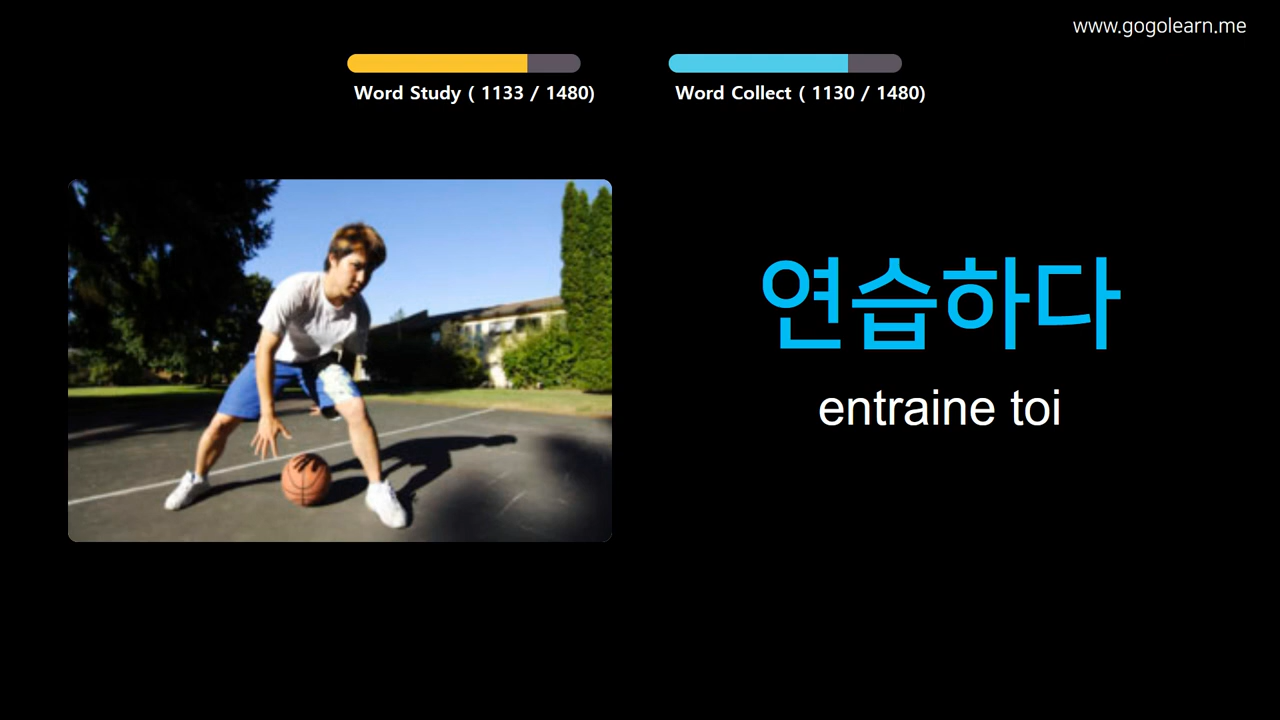 www.gogolearn.me
Word Study ( 1133 / 1480)
Word Collect ( 1130 / 1480)
연습하다
entraine toi